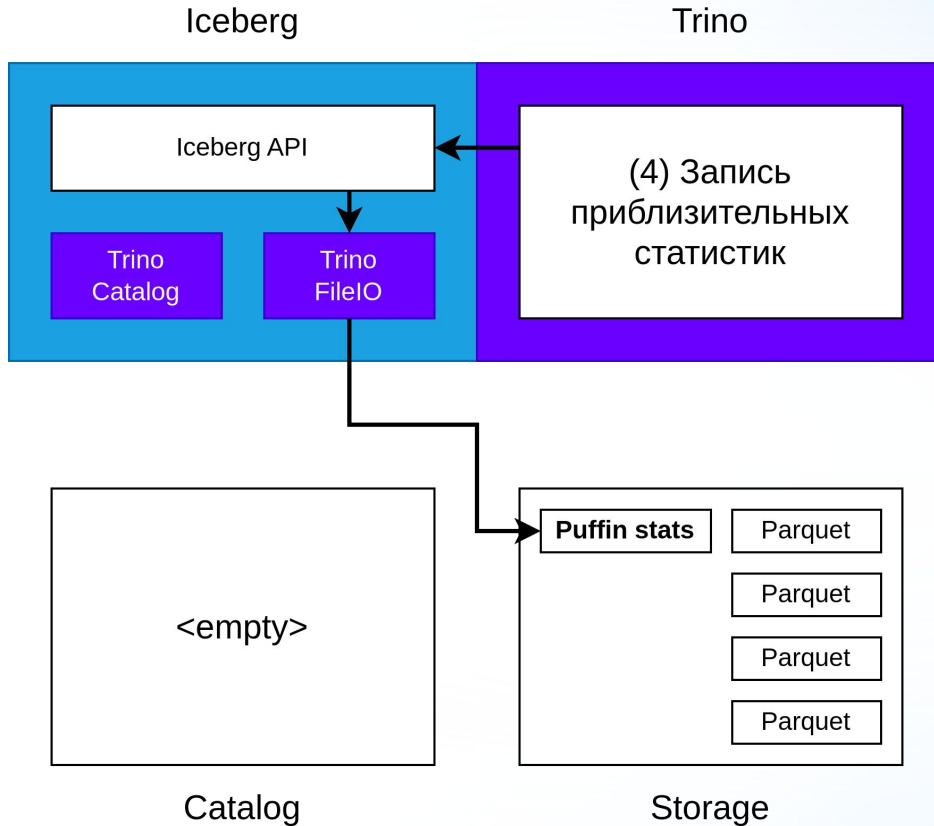 Iceberg
Trino
Iceberg API
(4) Запись
приблизительных
статистик
Trino
Catalog
Trino
FileIO
<empty>
Puffin stats
Parquet
Parquet
Parquet
Parquet
Catalog
Storage